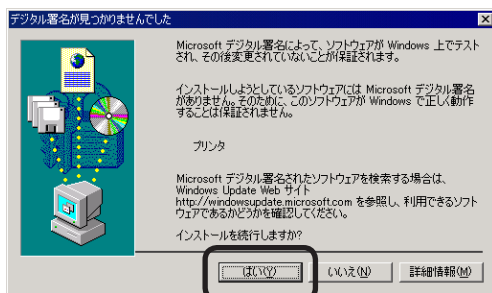 デジタル署名が見つかりませんでした
Microsoft デジタル署名によって、ソフトウェアが Windows 上でテスト
され、その後変更されていないことが保証されます。
インストールしようとしているソフトウェアには Microsoft デジタル署名
がありません。そのために、このソフトウェアが Windows で正しく動作
することは保証されません。
プリンタ
Microsoft デジタル署名されたソフトウェアを検索する場合は、
Windows Update Web サイト
http://windowsupdate.microsoft.com を参照し、利用できるソフト
ウェアであるかどうかを確認してください。
インストールを続行しますか?
はい(Y) いいえ(N) 詳細情報(M)